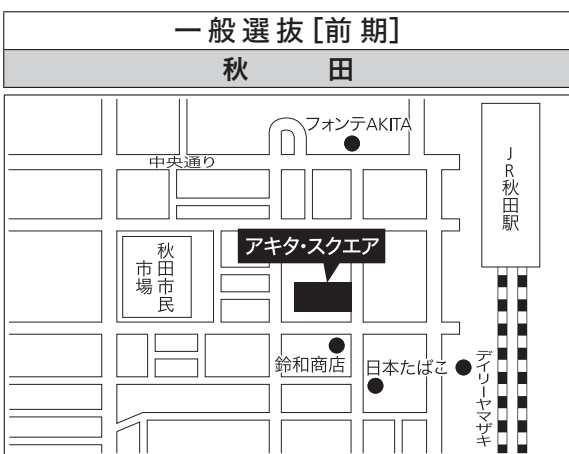 一般選抜[前期]
秋田
フォンテAKITA
中央通り
JR秋田駅
アキタ・スクエア
秋田市民
市場
鈴和商店
日本たばこ
デイリーヤマザキ